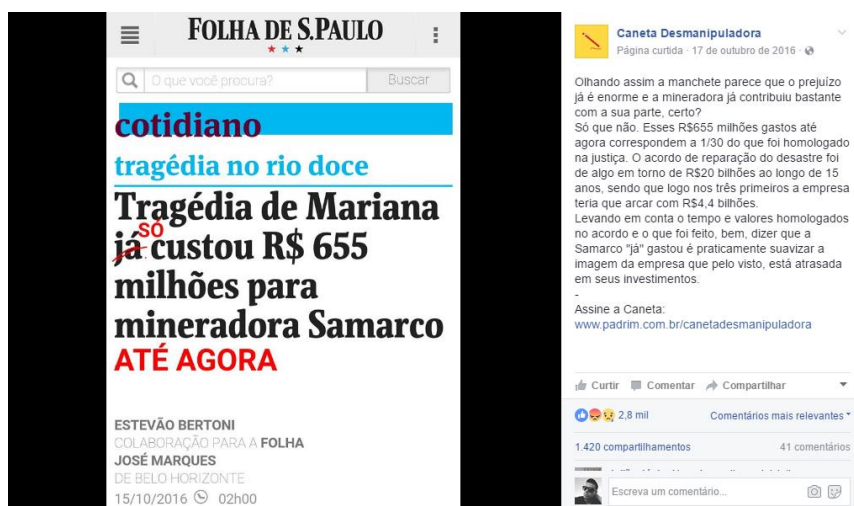 FOLHA DE S.PAULO
O que você procura?
Buscar
cotidiano
tragédia no rio doce
Tragédia de Mariana
SÓ
já custou R$ 655
milhões para
mineradora Samarco
ATÉ AGORA
ESTEVÃO BERTONI
COLABORAÇÃO PARA A FOLHA
JOSÉ MARQUES
DE BELO HORIZONTE
15/10/2016 02h00
Caneta Desmanipuladora
Página curtida · 17 de outubro de 2016 ·
Olhando assim a manchete parece que o prejuízo
já é enorme e a mineradora já contribuiu bastante
com a sua parte, certo?
Só que não. Esses R$655 milhões gastos até
agora correspondem a 1/30 do que foi homologado
na justiça. O acordo de reparação do desastre foi
de algo em torno de R$20 bilhões ao longo de 15
anos, sendo que logo nos três primeiros a empresa
teria que arcar com R$4,4 bilhões.
Levando em conta o tempo e valores homologados
no acordo e o que foi feito, bem, dizer que a
Samarco "já" gastou é praticamente suavizar a
imagem da empresa que pelo visto, está atrasada
em seus investimentos.
-
Assine a Caneta:
www.padrim.com.br/canetadesmanipuladora
Curtir Comentar Compartilhar
2,8 mil Comentários mais relevantes
1.420 compartilhamentos 41 comentários
Escreva um comentário...